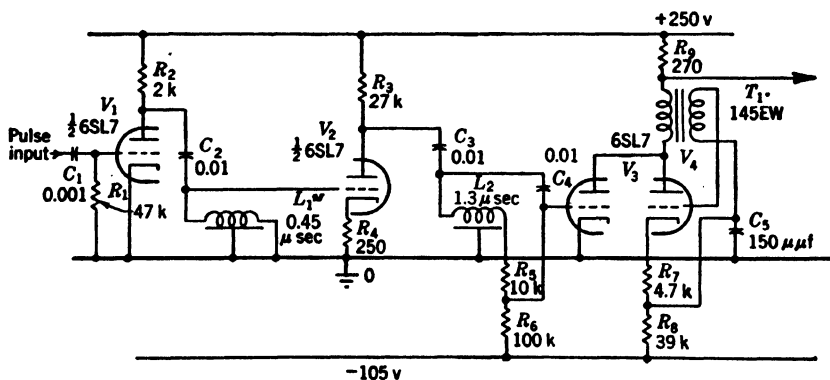 +250 v
R2
2 k
R3
27 k
R9
270
T1·
145EW
V1
½ 6SL7
Pulse
input
C1
0.001
R1
47 k
C2
0.01
L1
0.45
μ sec
V2
½ 6SL7
R4
250
0
C3
0.01
L2
1.3 μ sec
0.01
C4
6SL7
V3
V4
C5
150 μμf
R5
10 k
R6
100 k
R7
4.7 k
R8
39 k
-105 v